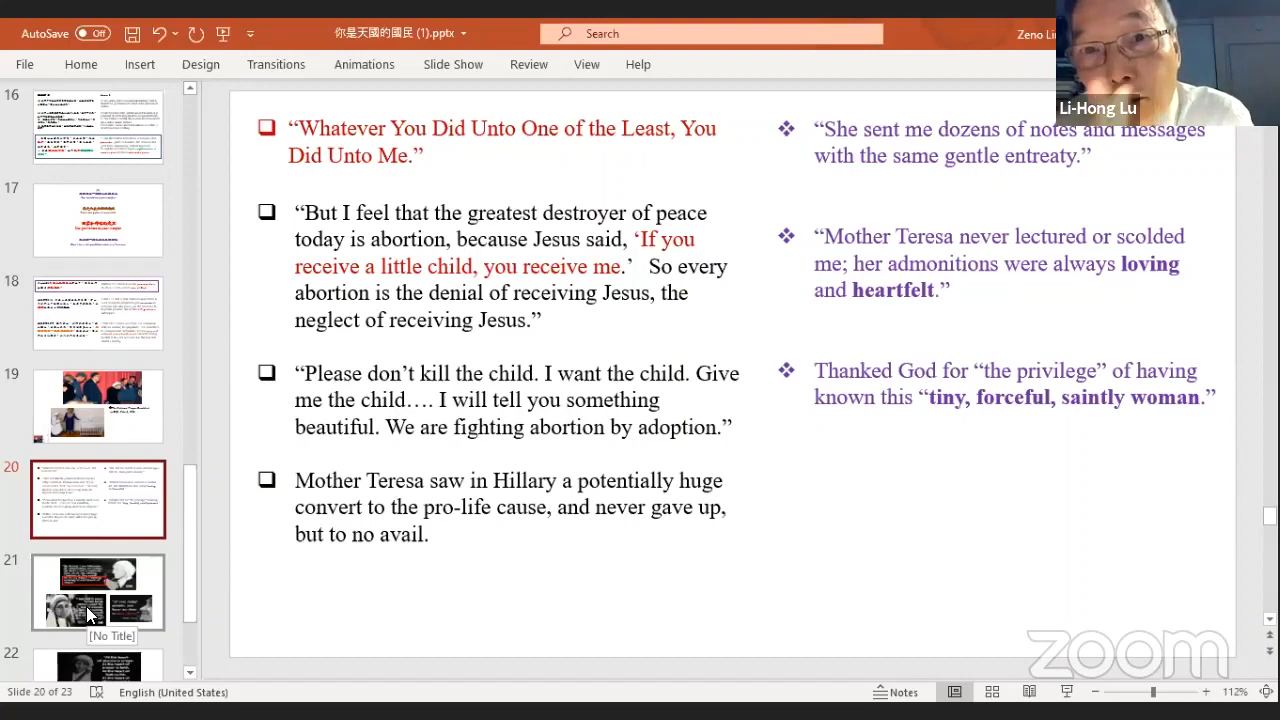 AutoSave Off 你是天國的國民 (1).pptx Search Zeno
File Home Insert Design Transitions Animations Slide Show Review View Help
Li-Hong Lu
16
17
18
19
20
21
22
“Whatever You Did Unto One of the Least, You
Did Unto Me.”
“But I feel that the greatest destroyer of peace
today is abortion, because Jesus said, ‘If you
receive a little child, you receive me.’ So every
abortion is the denial of receiving Jesus, the
neglect of receiving Jesus.”
“Please don’t kill the child. I want the child. Give
me the child…. I will tell you something
beautiful. We are fighting abortion by adoption.”
Mother Teresa saw in Hillary a potentially huge
convert to the pro-life cause, and never gave up,
but to no avail.
“She sent me dozens of notes and messages
with the same gentle entreaty.”
“Mother Teresa never lectured or scolded
me; her admonitions were always loving
and heartfelt.”
Thanked God for “the privilege” of having
known this “tiny, forceful, saintly woman.”
[No Title]
zoom
Slide 20 of 23 English (United States) Notes 112%